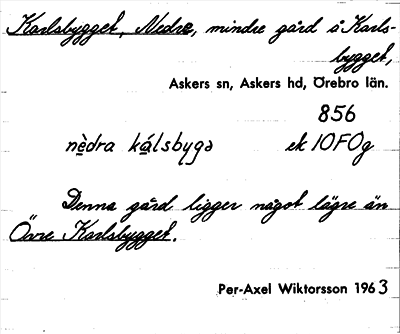 Karlsbygget, Nedre, mindre gård å Karls-
bygget,
Askers sn, Askers hd, Örebro län.
856
nèdra kálsbygə ek 10FOg
Denna gård ligger något lägre än
Övre Karlsbygget.
Per-Axel Wiktorsson 1963